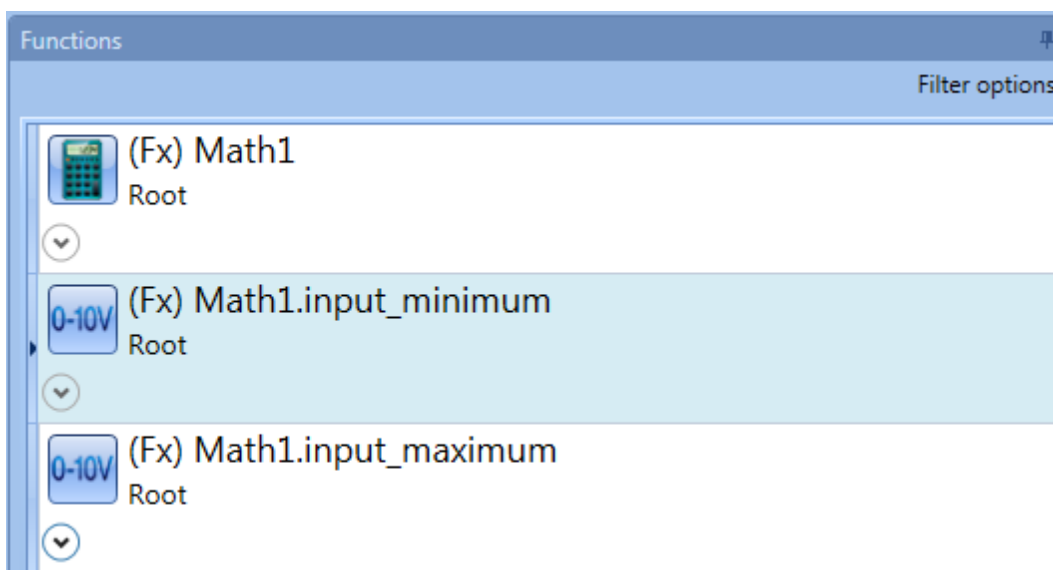 Functions
Filter options
(Fx) Math1
Root
0-10V
(Fx) Math1.input_minimum
Root
0-10V
(Fx) Math1.input_maximum
Root